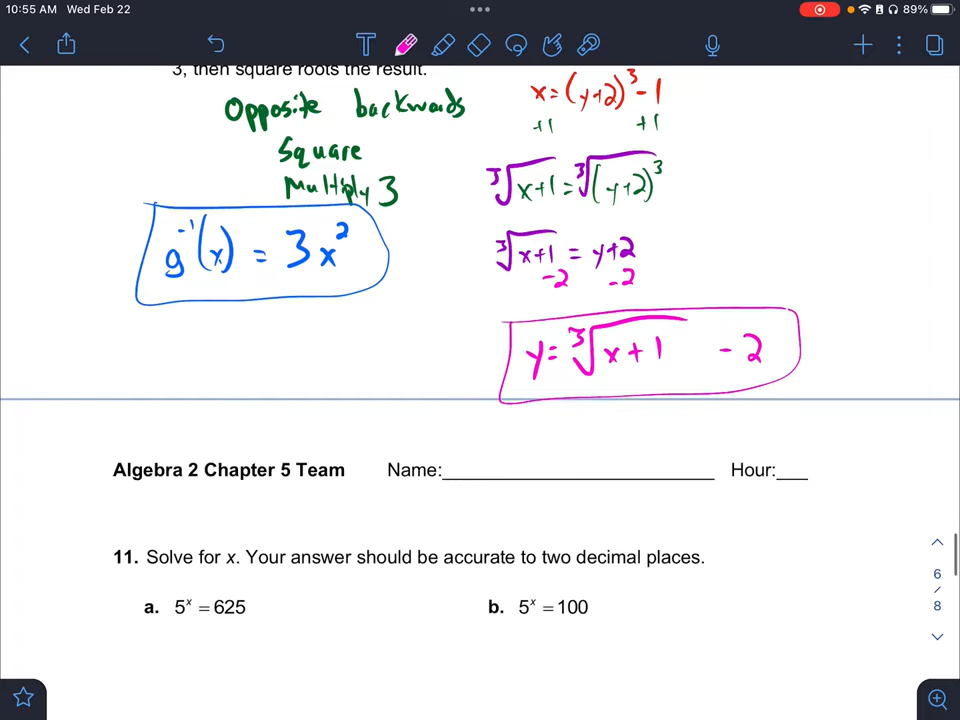 10:55 AM Wed Feb 22
89%
3, then square roots the result.
Opposite backwards
Square
Multiply 3
g⁻¹(x) = 3x²
x = (y+2)³ - 1
+1 +1
∛x+1 = ∛(y+2)³
∛x+1 = y+2
-2 -2
y = ∛x+1 - 2
Algebra 2 Chapter 5 Team Name:__________________________ Hour:___
11. Solve for x. Your answer should be accurate to two decimal places.
a. 5ˣ = 625 b. 5ˣ = 100
6
/
8